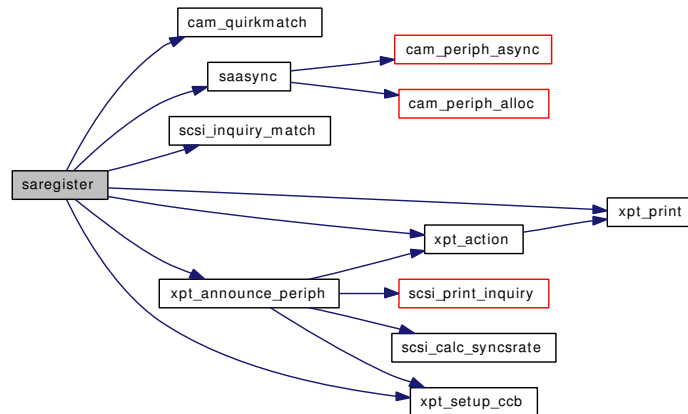 cam_quirkmatch
cam_periph_async
saasync
cam_periph_alloc
scsi_inquiry_match
saregister
xpt_print
xpt_action
xpt_announce_periph
scsi_print_inquiry
scsi_calc_syncsrate
xpt_setup_ccb